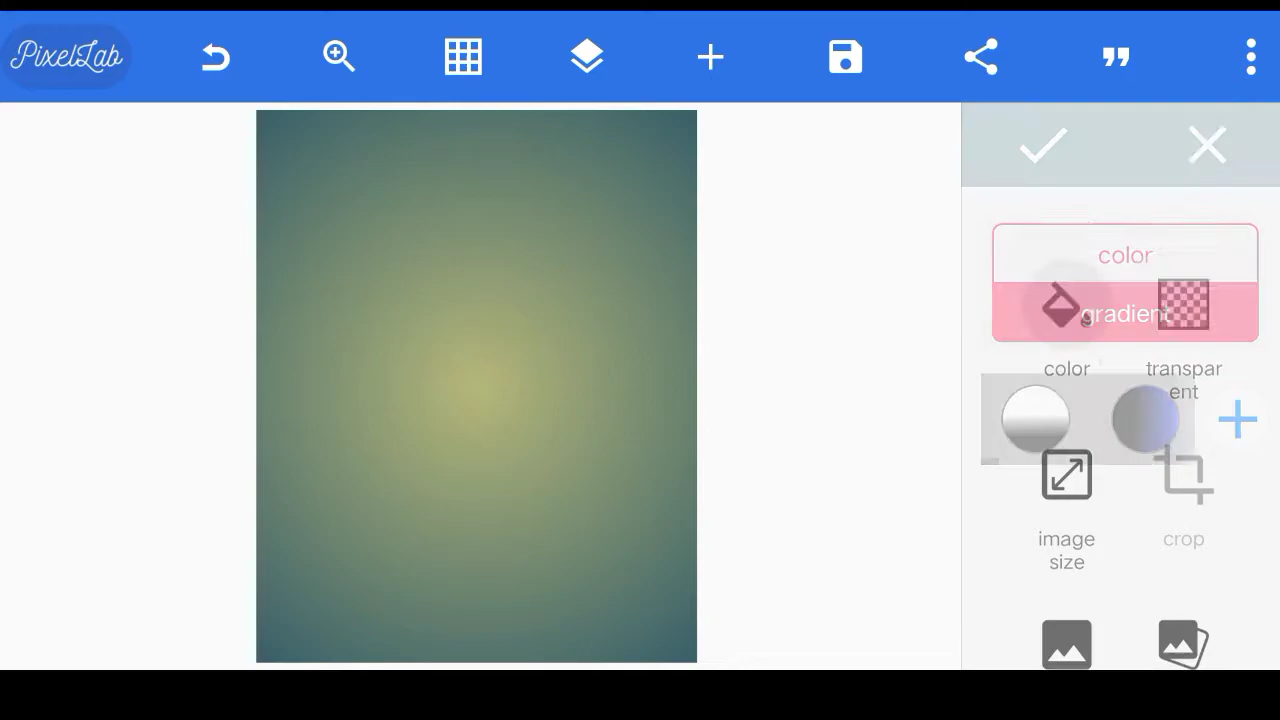 PixelLab
color
gradient
color
transpar
ent
image
size
crop